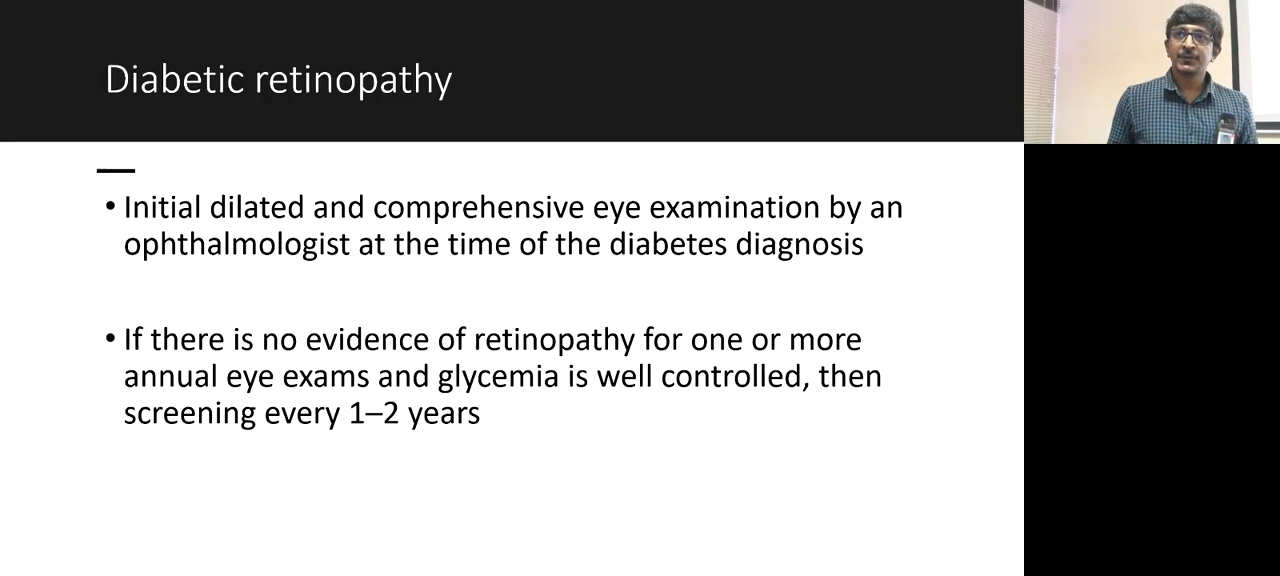 Diabetic retinopathy
• Initial dilated and comprehensive eye examination by an
ophthalmologist at the time of the diabetes diagnosis
• If there is no evidence of retinopathy for one or more
annual eye exams and glycemia is well controlled, then
screening every 1–2 years